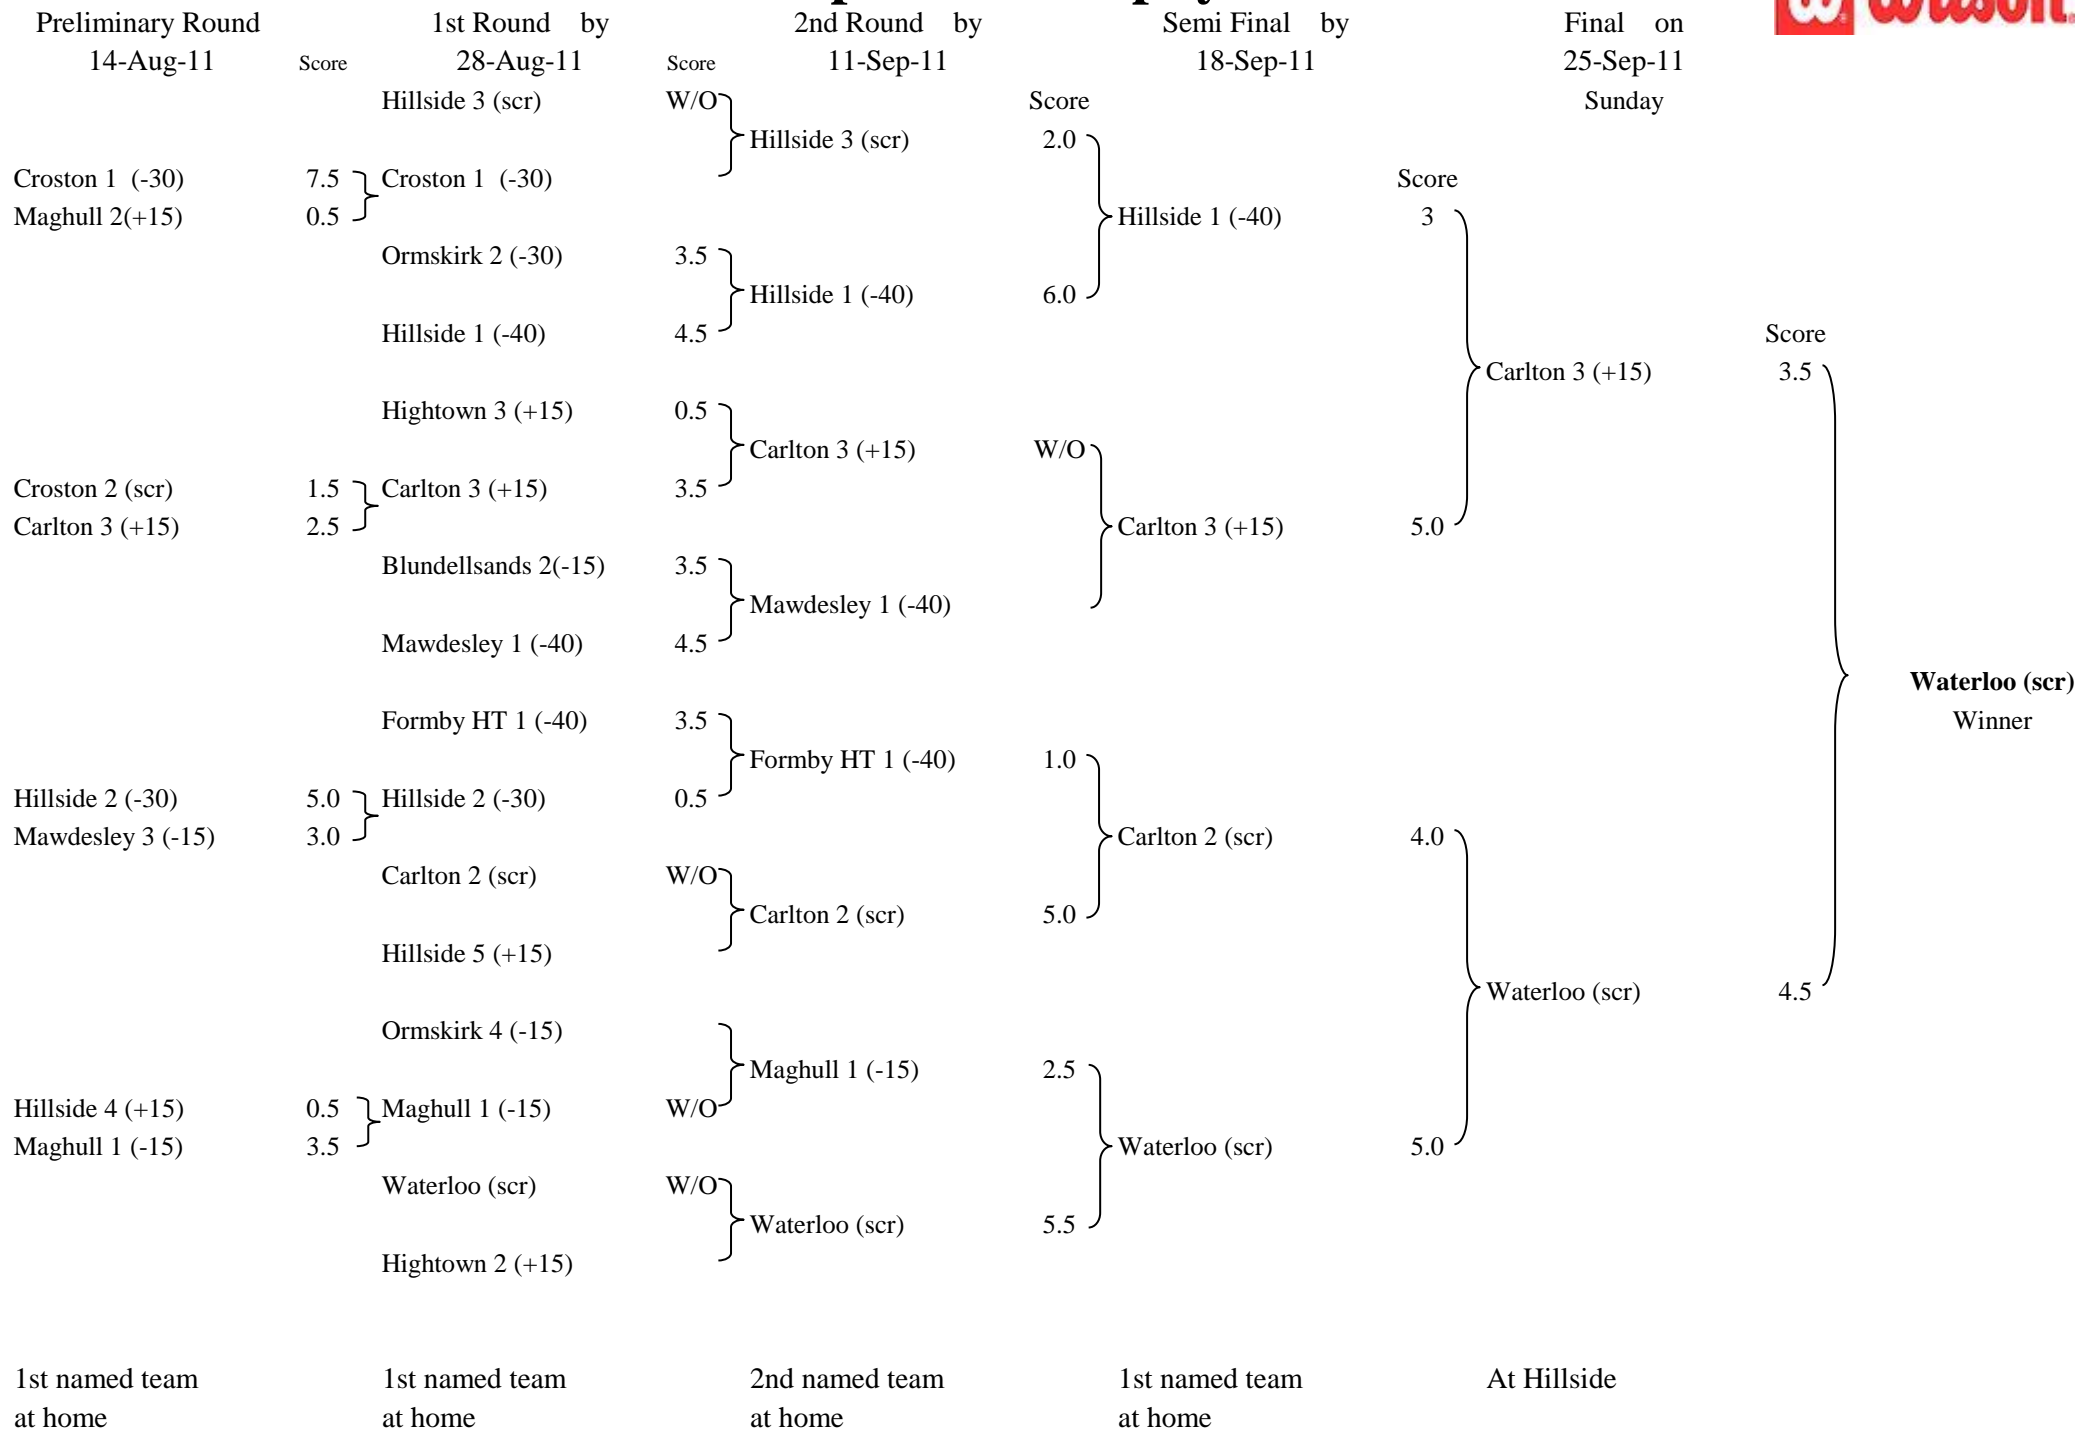 Preliminary Round 1st Round by 2nd Round by Semi Final by Final on
14-Aug-11 Score 28-Aug-11 Score 11-Sep-11 18-Sep-11 25-Sep-11
Hillside 3 (scr) W/O Score Sunday
Hillside 3 (scr) 2.0
Croston 1 (-30) 7.5 Croston 1 (-30) Score
Maghull 2(+15) 0.5 Hillside 1 (-40) 3
Ormskirk 2 (-30) 3.5
Hillside 1 (-40) 6.0
Hillside 1 (-40) 4.5 Score
Carlton 3 (+15) 3.5
Hightown 3 (+15) 0.5
Carlton 3 (+15) W/O
Croston 2 (scr) 1.5 Carlton 3 (+15) 3.5
Carlton 3 (+15) 2.5 Carlton 3 (+15) 5.0
Blundellsands 2(-15) 3.5
Mawdesley 1 (-40)
Mawdesley 1 (-40) 4.5
Waterloo (scr)
Formby HT 1 (-40) 3.5 Winner
Formby HT 1 (-40) 1.0
Hillside 2 (-30) 5.0 Hillside 2 (-30) 0.5
Mawdesley 3 (-15) 3.0 Carlton 2 (scr) 4.0
Carlton 2 (scr) W/O
Carlton 2 (scr) 5.0
Hillside 5 (+15)
Waterloo (scr) 4.5
Ormskirk 4 (-15)
Maghull 1 (-15) 2.5
Hillside 4 (+15) 0.5 Maghull 1 (-15) W/O
Maghull 1 (-15) 3.5 Waterloo (scr) 5.0
Waterloo (scr) W/O
Waterloo (scr) 5.5
Hightown 2 (+15)
1st named team 1st named team 2nd named team 1st named team At Hillside
at home at home at home at home